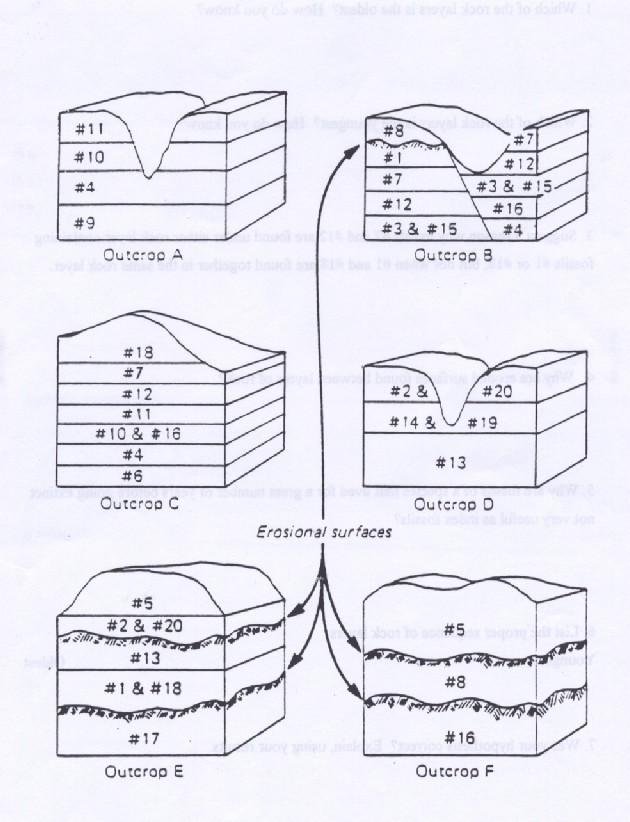 #11
#10
#4
#9
Outcrop A
#8
#1
#7
#12
#3 & #15
#7
#12
#3 & #15
#16
#4
Outcrop B
#18
#7
#12
#11
#10 & #16
#4
#6
Outcrop C
#2 & #20
#14 & #19
#13
Outcrop D
Erosional surfaces
#5
#2 & #20
#13
#1 & #18
#17
Outcrop E
#5
#8
#16
Outcrop F